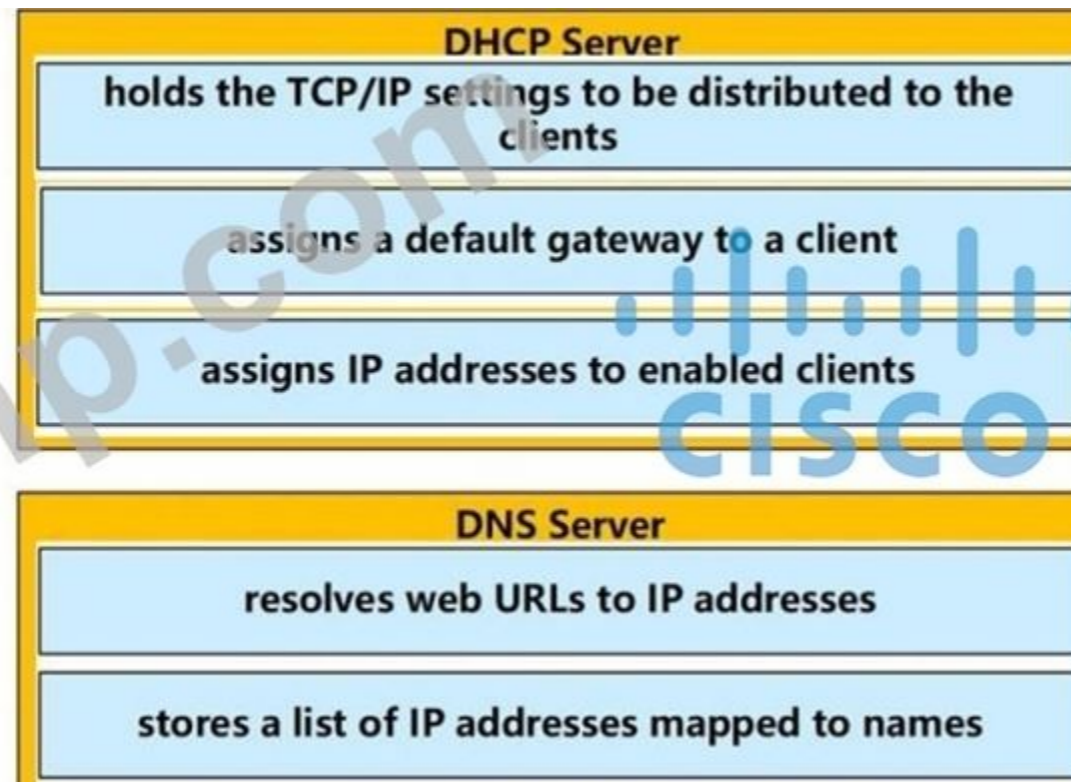 DHCP Server
holds the TCP/IP settings to be distributed to the
clients
assigns a default gateway to a client
assigns IP addresses to enabled clients
CISCO
DNS Server
resolves web URLs to IP addresses
stores a list of IP addresses mapped to names
p.com